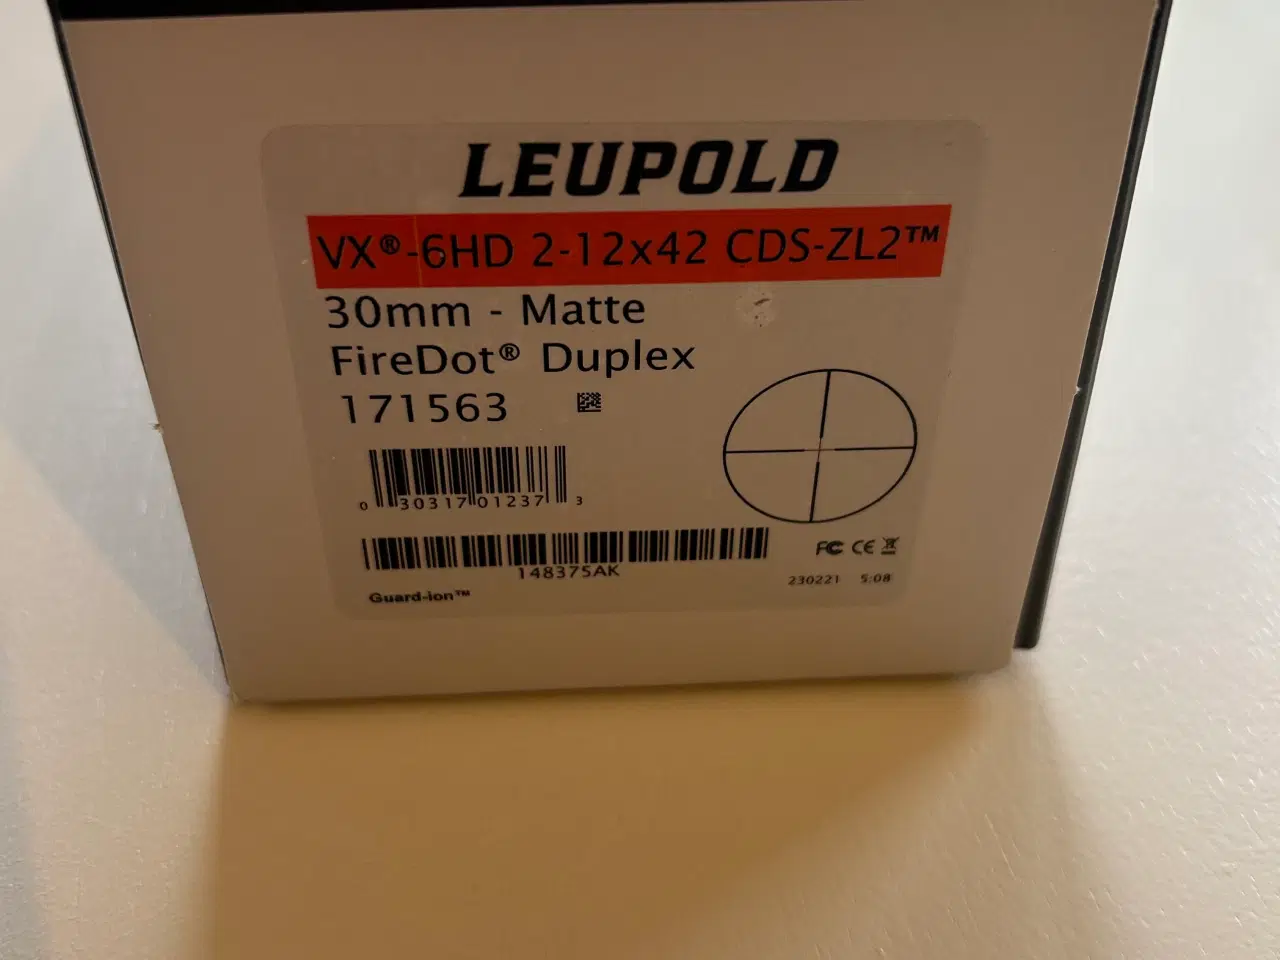 LEUPOLD
VX®-6HD 2-12x42 CDS-ZL2™
30mm - Matte
FireDot® Duplex
171563
0 30317 01237 3
148375AK
FC CE
230221 5:08
Guard-ion™